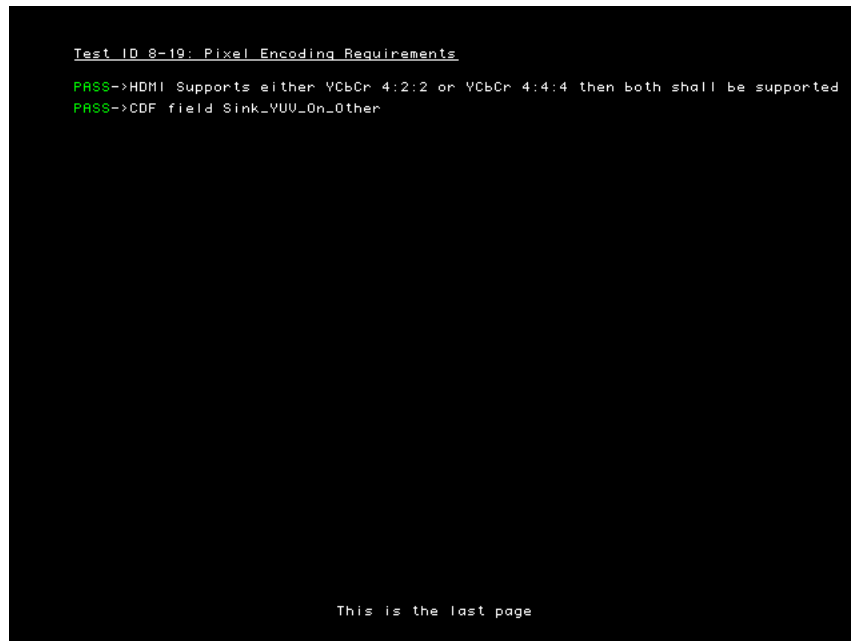 Test ID 8-19: Pixel Encoding Requirements
PASS->HDMI Supports either YCbCr 4:2:2 or YCbCr 4:4:4 then both shall be supported
PASS->CDF field Sink_YUV_On_Other
This is the last page